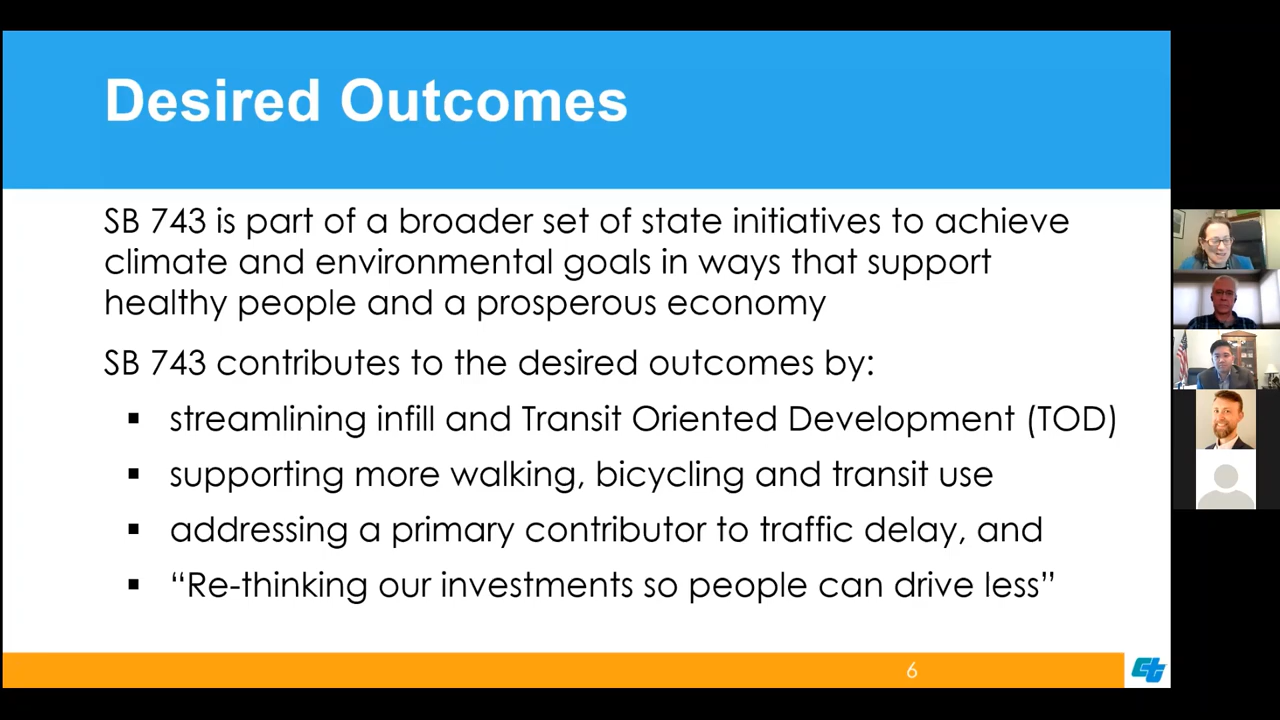 Desired Outcomes
SB 743 is part of a broader set of state initiatives to achieve
climate and environmental goals in ways that support
healthy people and a prosperous economy
SB 743 contributes to the desired outcomes by:
▪ streamlining infill and Transit Oriented Development (TOD)
▪ supporting more walking, bicycling and transit use
▪ addressing a primary contributor to traffic delay, and
▪ “Re-thinking our investments so people can drive less”
6
ct